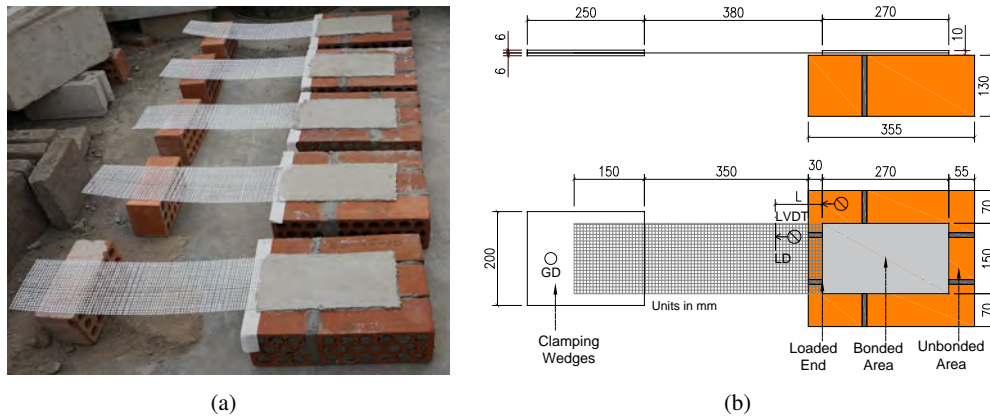 250
380
270
6
6
10
130
355
150
350
30
270
55
L
LVDT
LD
70
150
70
200
GD
Units in mm
Clamping
Wedges
Loaded
End
Bonded
Area
Unbonded
Area
(a)
(b)